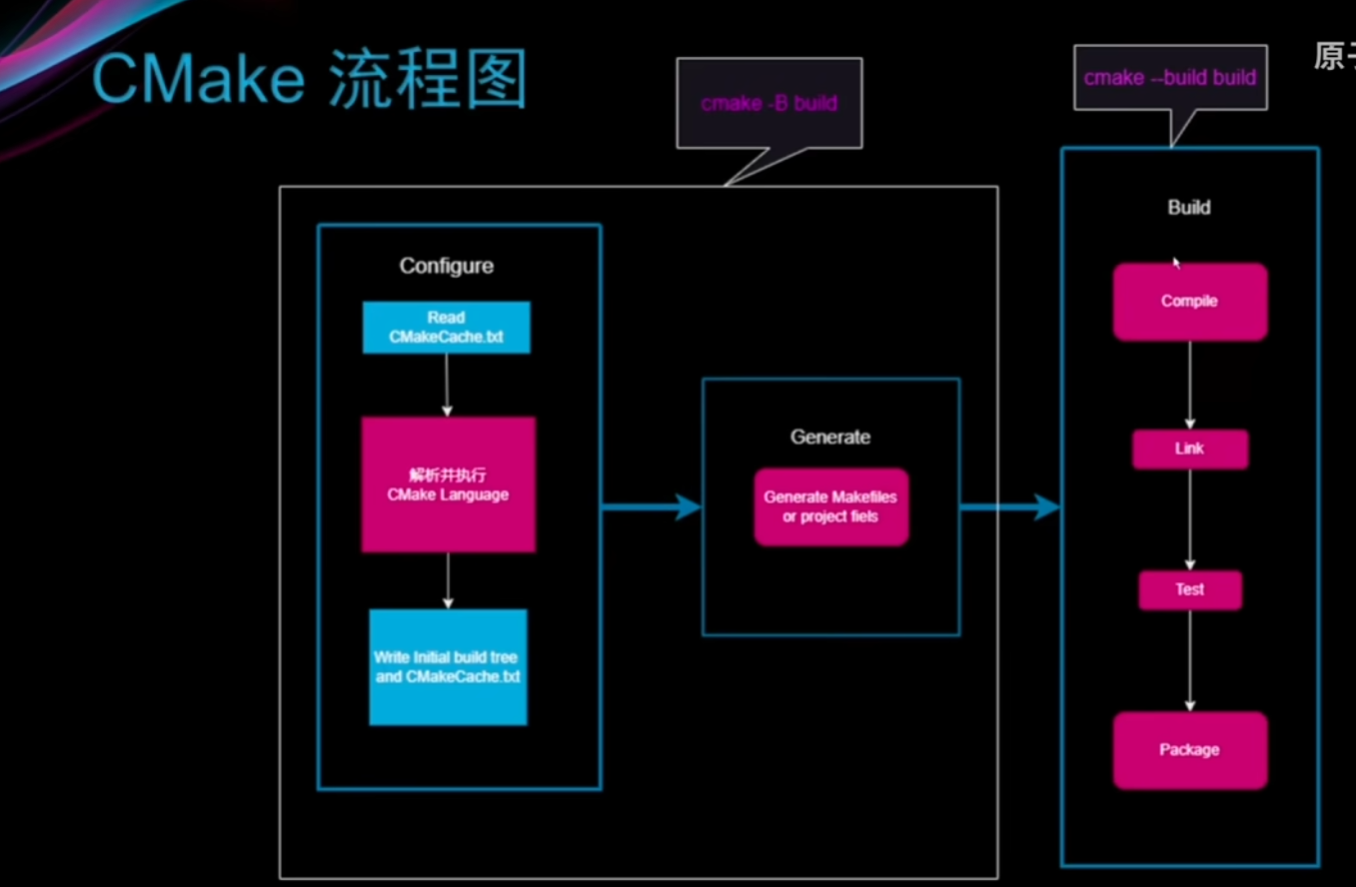 CMake 流程图
原子
cmake -B build
cmake --build build
Configure
Read
CMakeCache.txt
解析并执行
CMake Language
Write Initial build tree
and CMakeCache.txt
Generate
Generate Makefiles
or project fiels
Build
Compile
Link
Test
Package